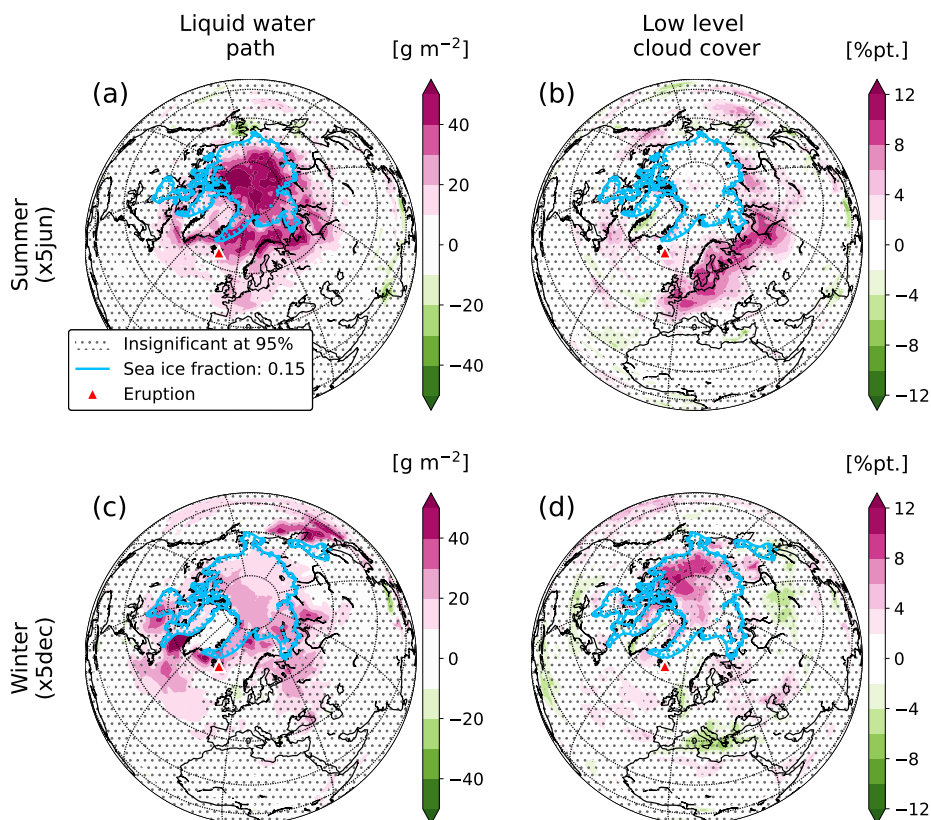 Liquid water
path
Low level
cloud cover
[g m−2]
[%pt.]
Summer
(x5jun)
(a)
40
20
0
−20
−40
(b)
12
8
4
0
−4
−8
−12
Insignificant at 95%
Sea ice fraction: 0.15
Eruption
[g m−2]
[%pt.]
Winter
(x5dec)
(c)
40
20
0
−20
−40
(d)
12
8
4
0
−4
−8
−12